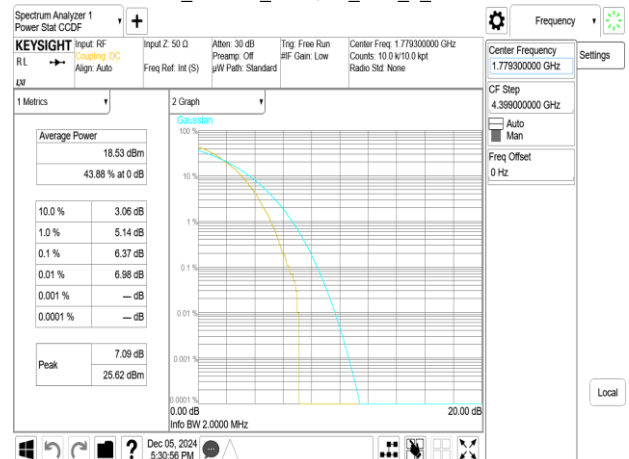 Spectrum Analyzer 1
Power Stat CCDF
Frequency
KEYSIGHT
RL
LXI
Input: RF
Coupling: DC
Align: Auto
Input Z: 50 Ω
Freq Ref: Int (S)
Atten: 30 dB
Preamp: Off
µW Path: Standard
Trig: Free Run
#IF Gain: Low
Center Freq: 1.779300000 GHz
Counts: 10.0 k/10.0 kpt
Radio Std: None
Center Frequency
1.779300000 GHz
Settings
CF Step
4.399000000 GHz
Auto
Man
Freq Offset
0 Hz
1 Metrics
Average Power
18.53 dBm
43.88 % at 0 dB
10.0 % 3.06 dB
1.0 % 5.14 dB
0.1 % 6.37 dB
0.01 % 6.98 dB
0.001 % --- dB
0.0001 % --- dB
Peak
7.09 dB
25.62 dBm
2 Graph
Gaussian
100 %
10 %
1 %
0.1 %
0.01 %
0.001 %
0.0001 %
0.00 dB 20.00 dB
Info BW 2.0000 MHz
Local
?
Dec 05, 2024
5:30:56 PM